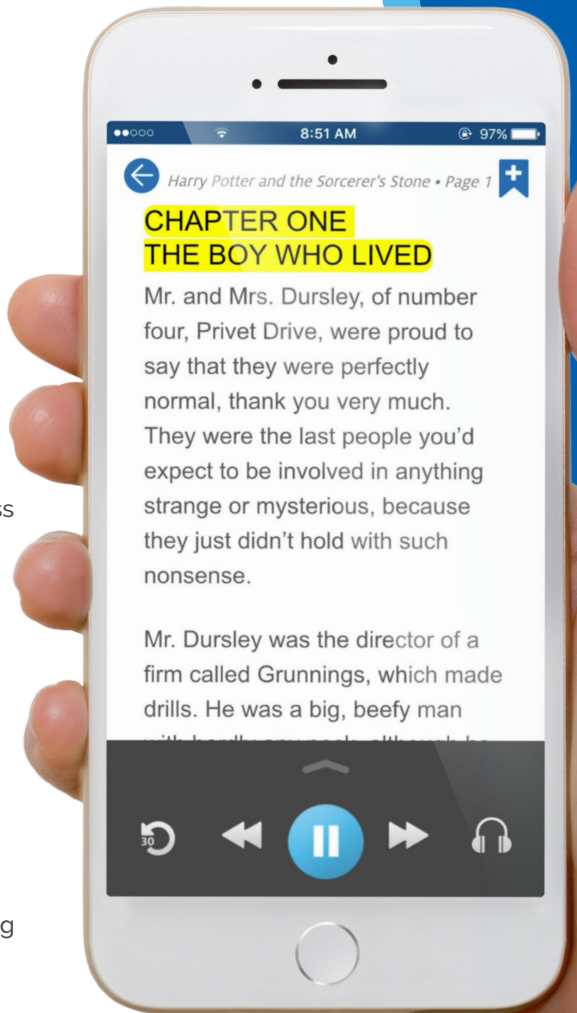 8:51 AM
97%
Harry Potter and the Sorcerer's Stone • Page 1
CHAPTER ONE
THE BOY WHO LIVED
Mr. and Mrs. Dursley, of number
four, Privet Drive, were proud to
say that they were perfectly
normal, thank you very much.
They were the last people you'd
expect to be involved in anything
strange or mysterious, because
they just didn't hold with such
nonsense.
Mr. Dursley was the director of a
firm called Grunnings, which made
drills. He was a big, beefy man
30